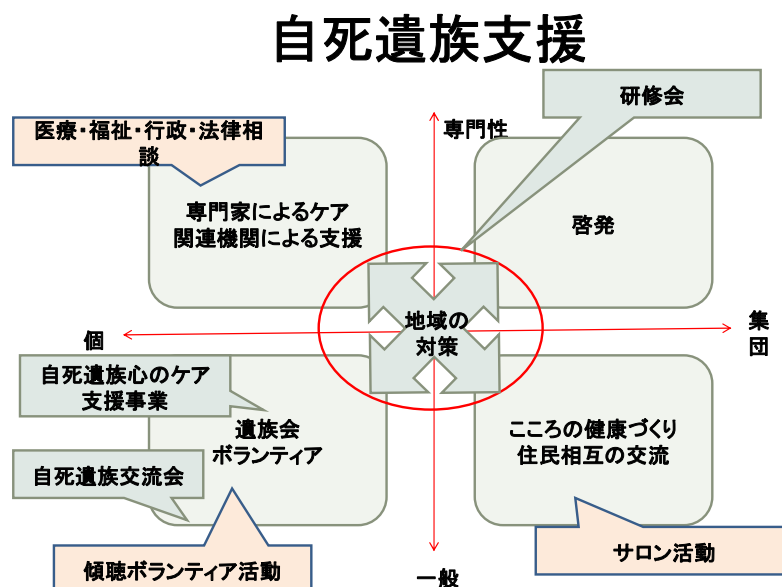 自死遺族支援
研修会
医療・福祉・行政・法律相
談
専門性
専門家によるケア
関連機関による支援
啓発
地域の
対策
個
集
団
自死遺族心のケア
支援事業
遺族会
ボランティア
こころの健康づくり
住民相互の交流
自死遺族交流会
傾聴ボランティア活動
サロン活動
一般